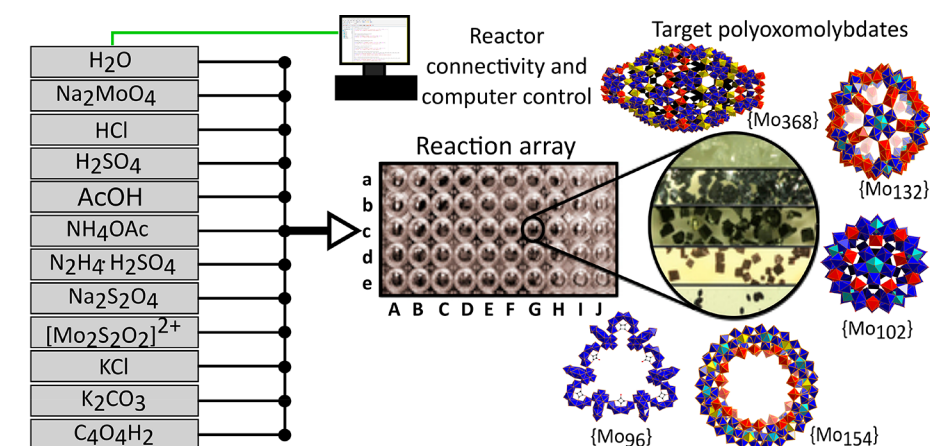 H2O
Na2MoO4
HCl
H2SO4
AcOH
NH4OAc
N2H4·H2SO4
Na2S2O4
[Mo2S2O2]2+
KCl
K2CO3
C4O4H2
Reactor
connectivity and
computer control
Reaction array
a
b
c
d
e
A B C D E F G H I J
Target polyoxomolybdates
{Mo368}
{Mo132}
{Mo102}
{Mo154}
{Mo96}